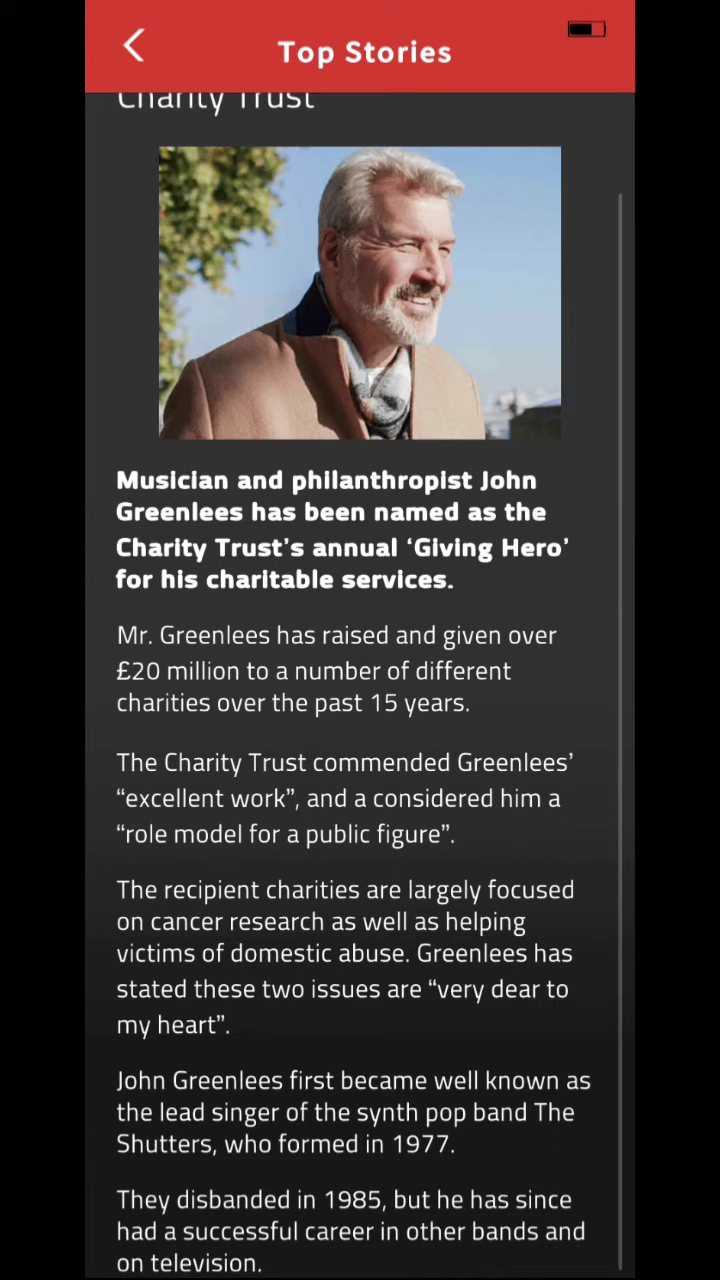 Top Stories
Charity Trust
Musician and philanthropist John
Greenlees has been named as the
Charity Trust’s annual ‘Giving Hero’
for his charitable services.
Mr. Greenlees has raised and given over
£20 million to a number of different
charities over the past 15 years.
The Charity Trust commended Greenlees’
“excellent work”, and a considered him a
“role model for a public figure”.
The recipient charities are largely focused
on cancer research as well as helping
victims of domestic abuse. Greenlees has
stated these two issues are “very dear to
my heart”.
John Greenlees first became well known as
the lead singer of the synth pop band The
Shutters, who formed in 1977.
They disbanded in 1985, but he has since
had a successful career in other bands and
on television.